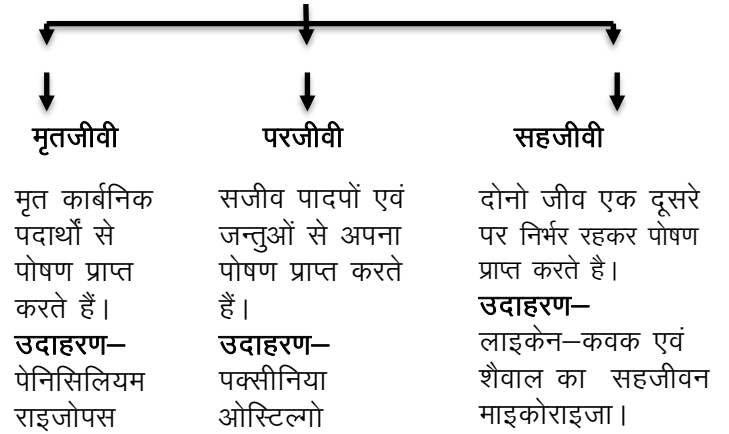 मृतजीवी
मृत कार्बनिक
पदार्थों से
पोषण प्राप्त
करते हैं।
उदाहरण–
पेनिसिलियम
राइजोपस
परजीवी
सजीव पादपों एवं
जन्तुओं से अपना
पोषण प्राप्त करते
हैं।
उदाहरण–
पक्सीनिया
ओस्टिल्गो
सहजीवी
दोनो जीव एक दूसरे
पर निर्भर रहकर पोषण
प्राप्त करते है।
उदाहरण–
लाइकेन–कवक एवं
शैवाल का सहजीवन
माइकोराइजा।